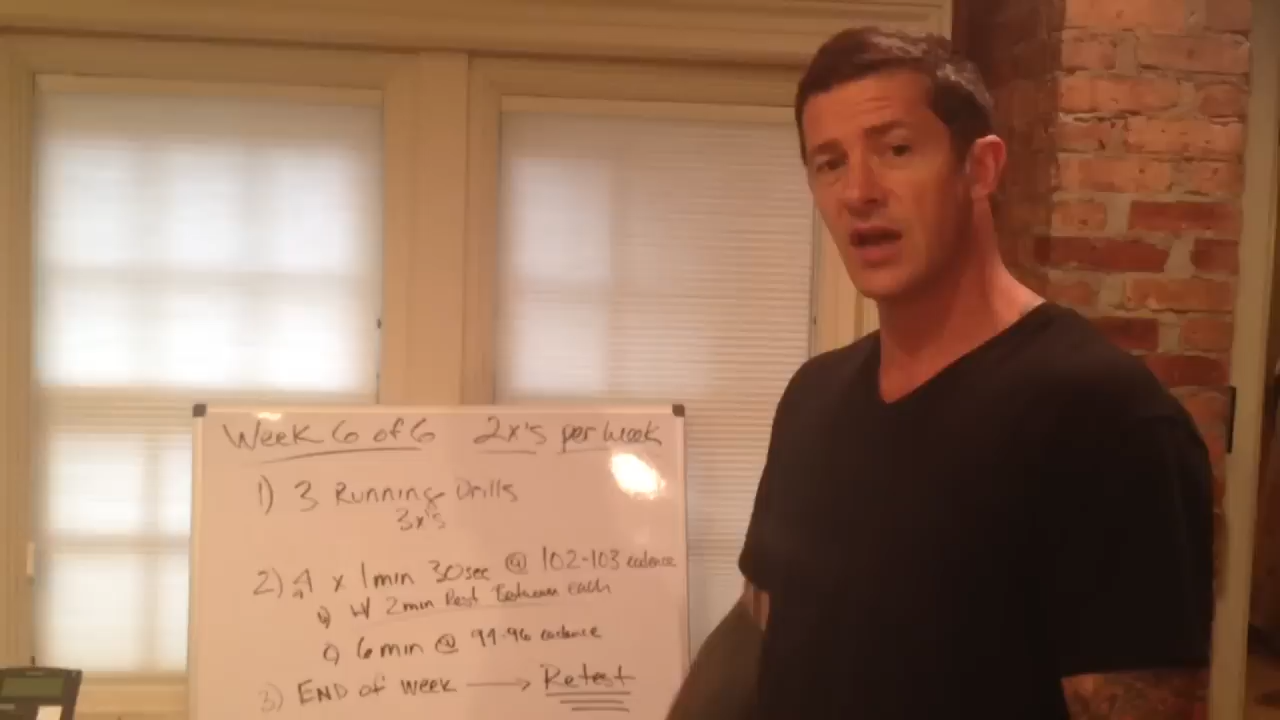 Week 6 of 6 2x's per week
1) 3 Running Drills
3x's
2) 4 x 1min 30sec @ 102-103 cadence
w/ 2min Rest Between each
c) 6 min @ 94-96 cadence
3) END of week → Retest